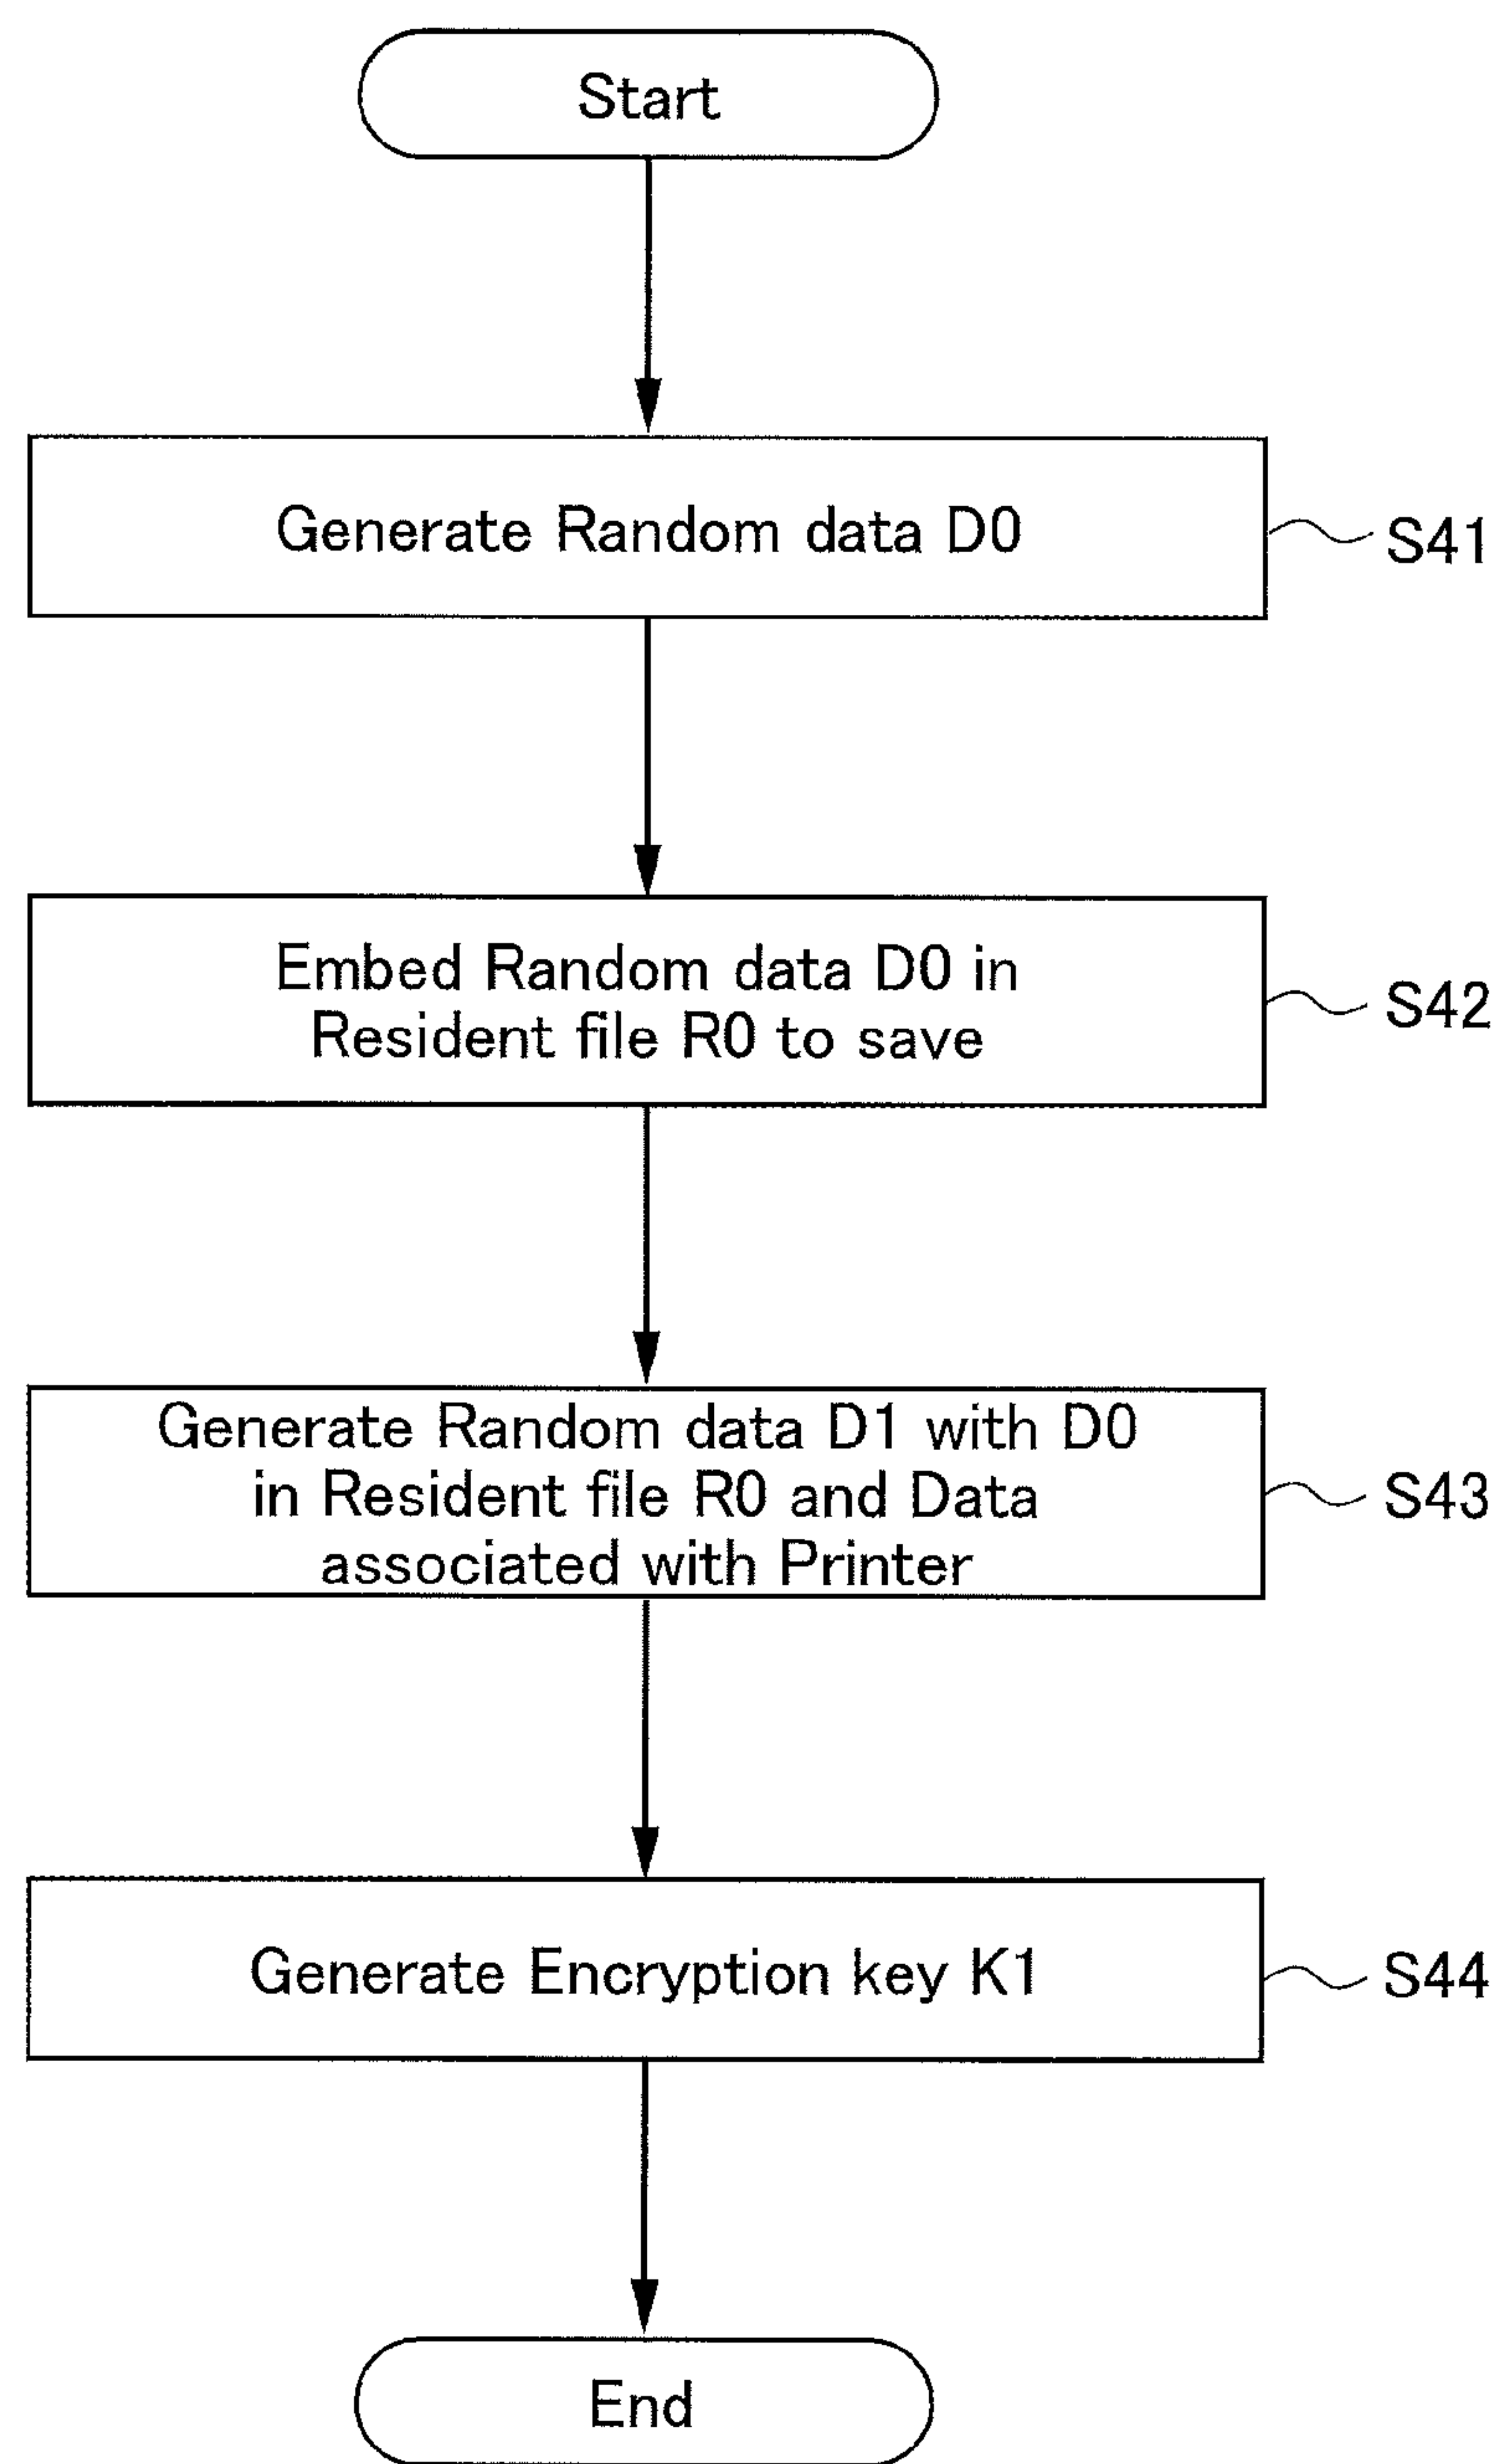 Start
Generate Random data D0
S41
Embed Random data D0 in
Resident file R0 to save
S42
Generate Random data D1 with D0
in Resident file R0 and Data
associated with Printer
S43
Generate Encryption key K1
S44
End